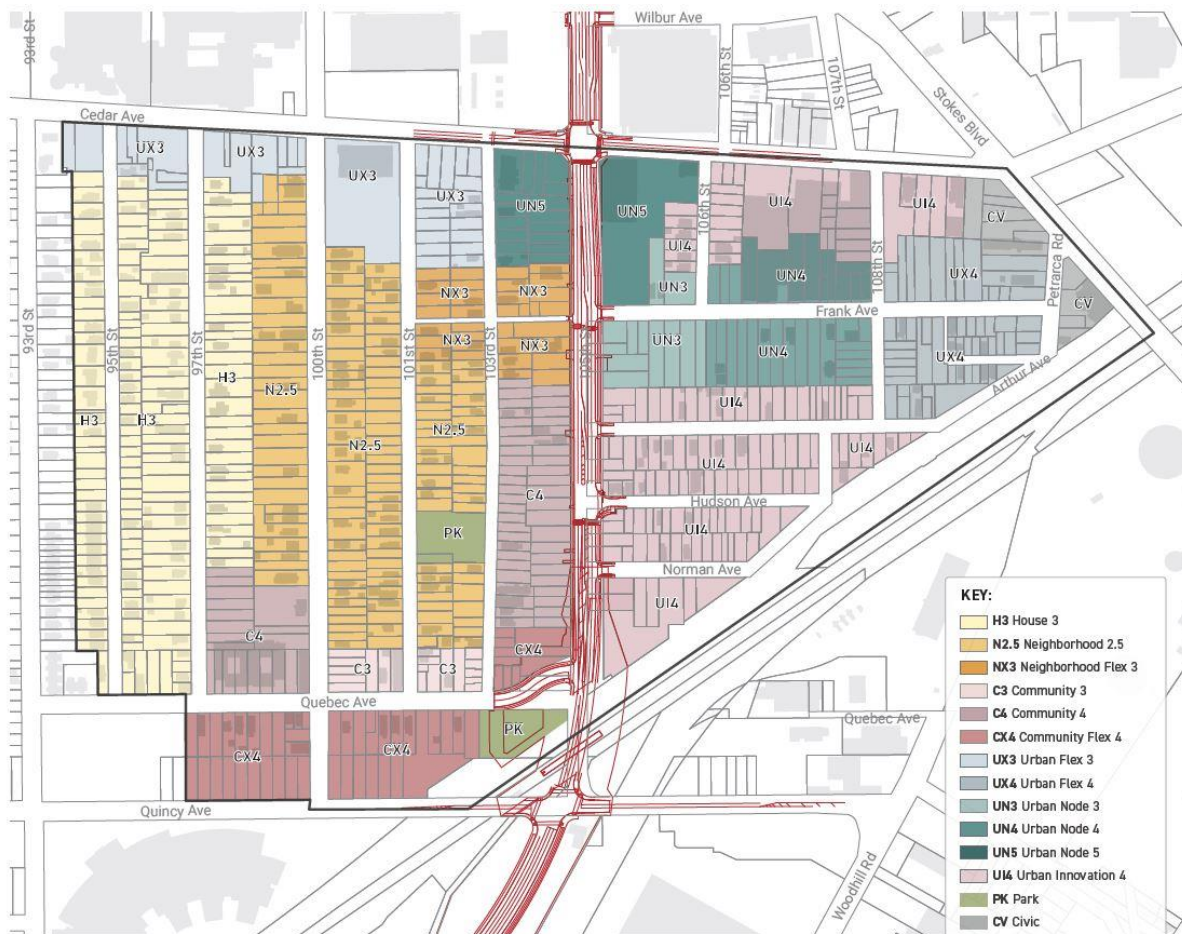 Wilbur Ave
93rd St
106th St
107th St
Stokes Blvd
Cedar Ave
UX3
UX3
UX3
UX3
UN5
UN5
UI4
UI4
CV
106th St
UI4
108th St
UX4
Petrarca Rd
UN4
UN3
NX3
NX3
Frank Ave
CV
93rd St
95th St
97th St
100th St
101st St
103rd St
105th St
NX3
NX3
UN3
UN4
UX4
Arthur Ave
H3
N2.5
H3
H3
N2.5
N2.5
UI4
C4
UI4
UI4
Hudson Ave
PK
UI4
Norman Ave
UI4
C4
CX4
C3
C3
Quebec Ave
PK
Quebec Ave
CX4
CX4
Quincy Ave
Woodhill Rd
KEY:
H3 House 3
N2.5 Neighborhood 2.5
NX3 Neighborhood Flex 3
C3 Community 3
C4 Community 4
CX4 Community Flex 4
UX3 Urban Flex 3
UX4 Urban Flex 4
UN3 Urban Node 3
UN4 Urban Node 4
UN5 Urban Node 5
UI4 Urban Innovation 4
PK Park
CV Civic